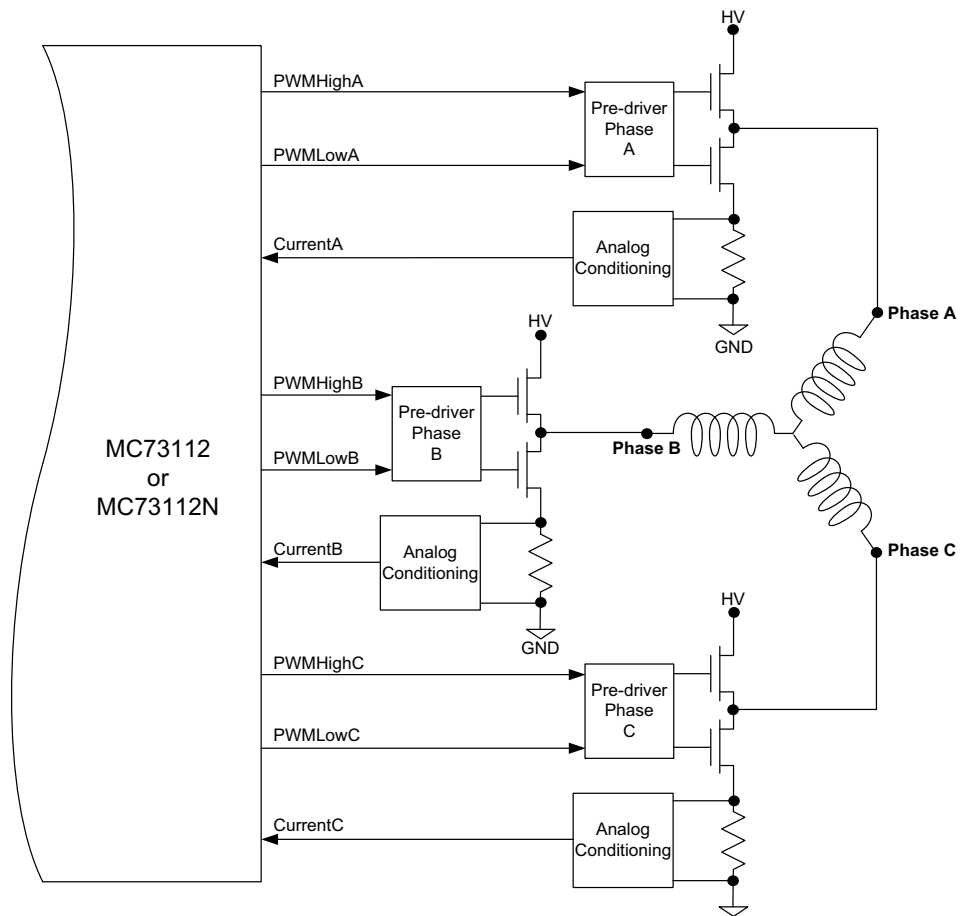 HV
PWMHighA
Pre-driver
Phase
A
PWMLowA
CurrentA
Analog
Conditioning
GND
Phase A
HV
PWMHighB
Pre-driver
Phase
B
PWMLowB
Phase B
MC73112
or
MC73112N
CurrentB
Analog
Conditioning
GND
Phase C
HV
PWMHighC
Pre-driver
Phase
C
PWMLowC
CurrentC
Analog
Conditioning